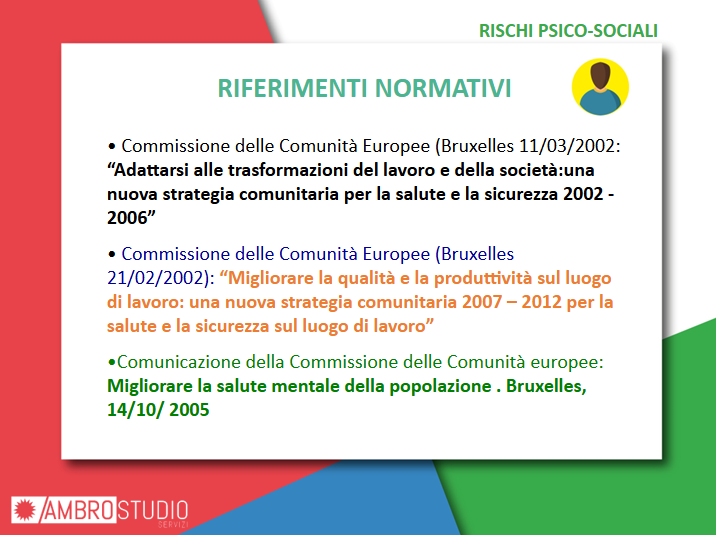 RISCHI PSICO-SOCIALI
RIFERIMENTI NORMATIVI
• Commissione delle Comunità Europee (Bruxelles 11/03/2002:
“Adattarsi alle trasformazioni del lavoro e della società:una
nuova strategia comunitaria per la salute e la sicurezza 2002 -
2006”
• Commissione delle Comunità Europee (Bruxelles
21/02/2002): “Migliorare la qualità e la produttività sul luogo
di lavoro: una nuova strategia comunitaria 2007 – 2012 per la
salute e la sicurezza sul luogo di lavoro”
•Comunicazione della Commissione delle Comunità europee:
Migliorare la salute mentale della popolazione . Bruxelles,
14/10/ 2005
AMBROSTUDIO
SERVIZI